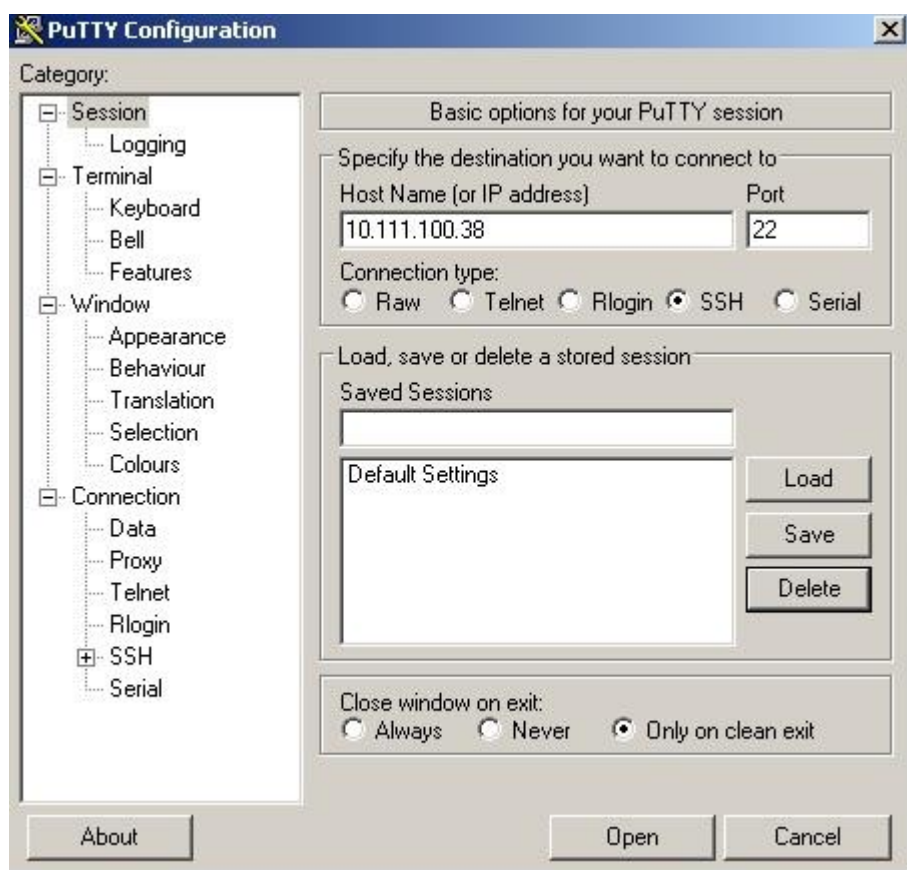 PuTTY Configuration
Category:
Session
Logging
Terminal
Keyboard
Bell
Features
Window
Appearance
Behaviour
Translation
Selection
Colours
Connection
Data
Proxy
Telnet
Rlogin
SSH
Serial
Basic options for your PuTTY session
Specify the destination you want to connect to
Host Name (or IP address) Port
10.111.100.38 22
Connection type:
Raw Telnet Rlogin SSH Serial
Load, save or delete a stored session
Saved Sessions
Default Settings
Load
Save
Delete
Close window on exit:
Always Never Only on clean exit
About Open Cancel